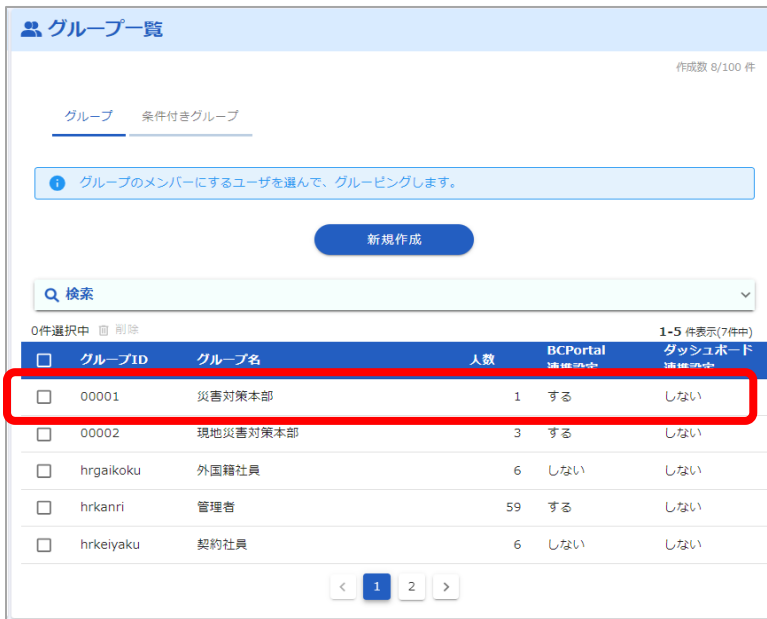 グループ一覧
作成数 8/100 件
グループ 条件付きグループ
グループのメンバーにするユーザを選んで、グルーピングします。
新規作成
検索
0件選択中 削除 1-5 件表示(7件中)
グループID グループ名 人数 BCPortal 連携設定 ダッシュボード 連携設定
00001 災害対策本部 1 する しない
00002 現地災害対策本部 3 する しない
hrgaikoku 外国籍社員 6 しない しない
hrkanri 管理者 59 する しない
hrkeiyaku 契約社員 6 しない しない
< 1 2 >